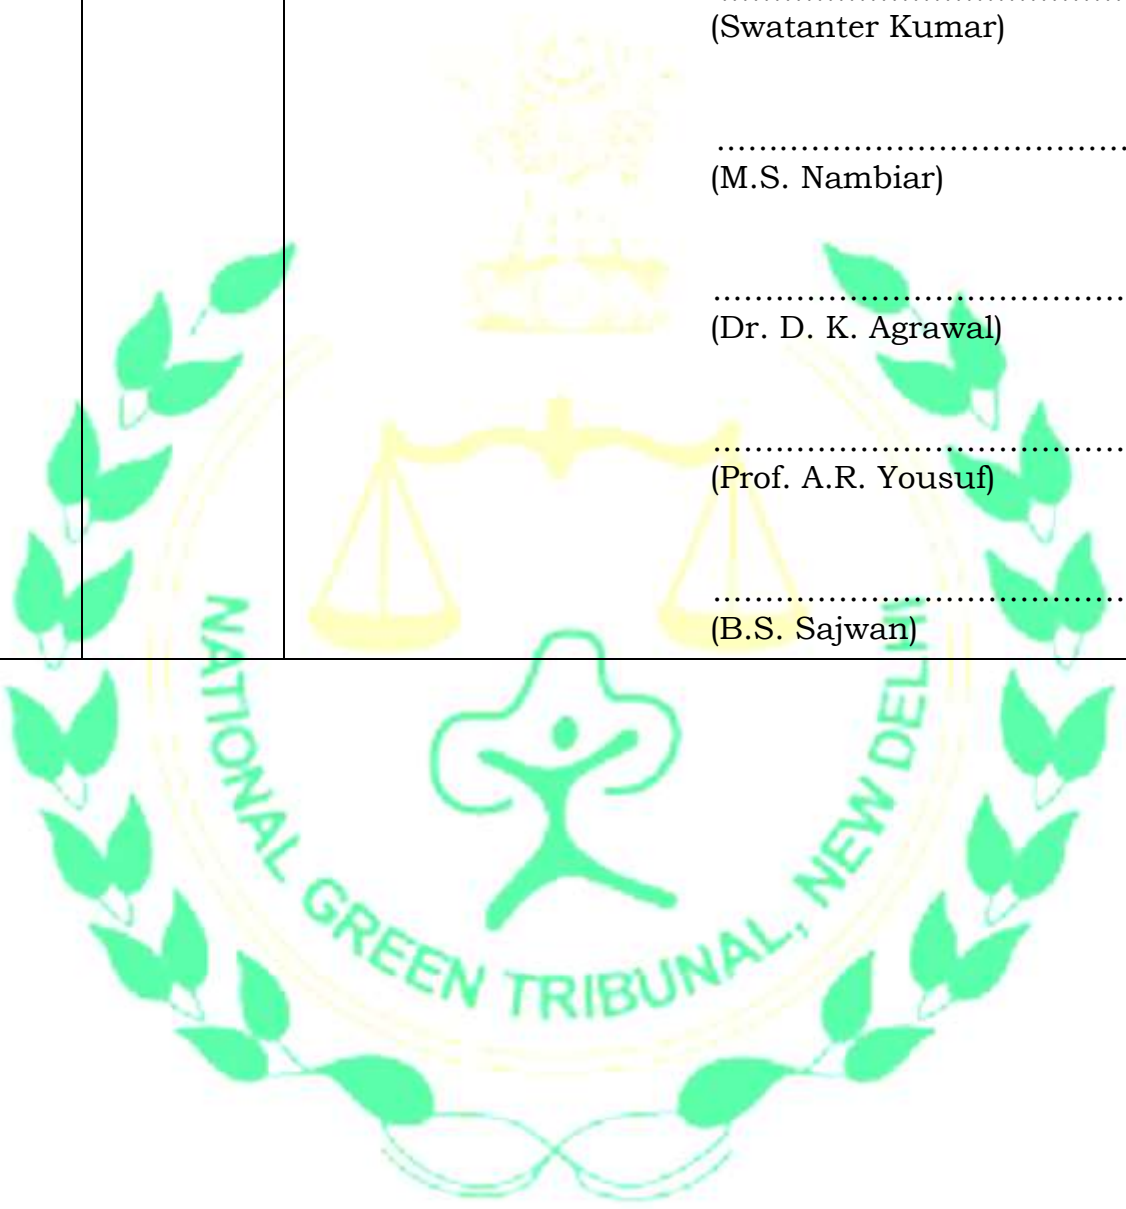 (Swatanter Kumar)
(M.S. Nambiar)
(Dr. D. K. Agrawal)
(Prof. A.R. Yousuf)
(B.S. Sajwan)
NATIONAL GREEN TRIBUNAL, NEW DELHI